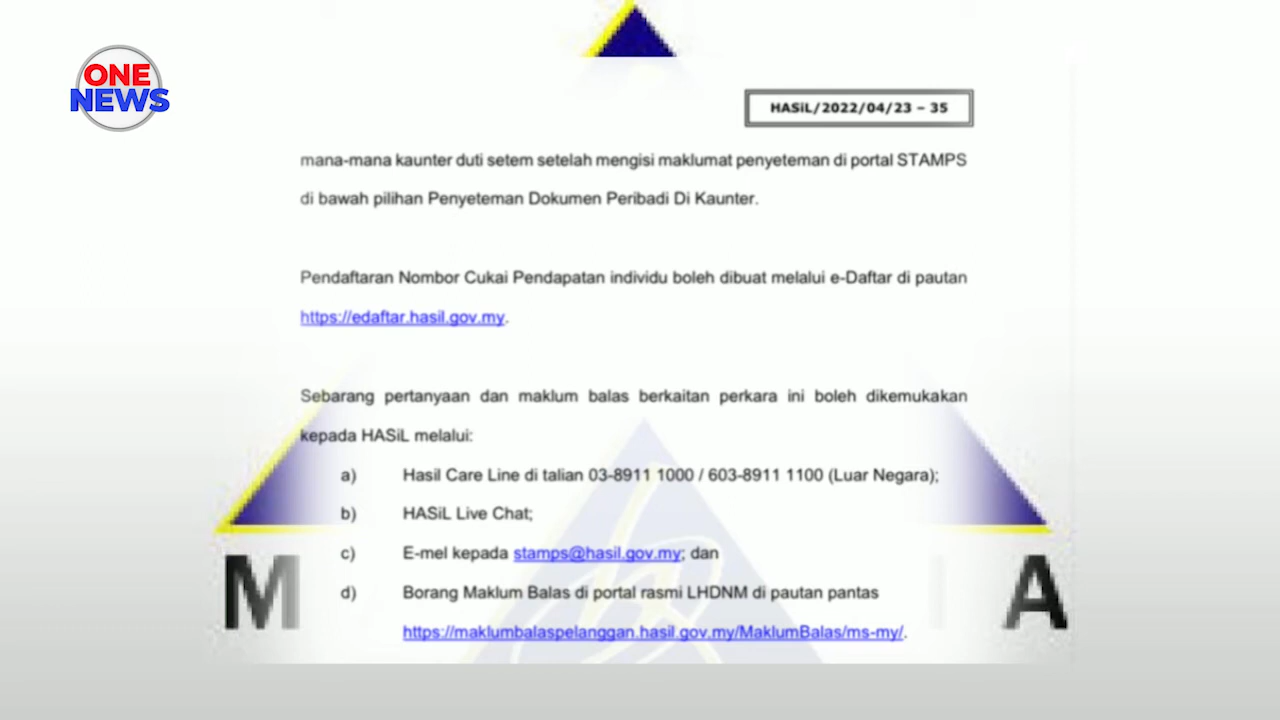 ONE
NEWS
HASiL/2022/04/23 – 35
mana-mana kaunter duti setem setelah mengisi maklumat penyeteman di portal STAMPS
di bawah pilihan Penyeteman Dokumen Peribadi Di Kaunter.
Pendaftaran Nombor Cukai Pendapatan individu boleh dibuat melalui e-Daftar di pautan
https://edaftar.hasil.gov.my.
Sebarang pertanyaan dan maklum balas berkaitan perkara ini boleh dikemukakan
kepada HASiL melalui:
a) Hasil Care Line di talian 03-8911 1000 / 603-8911 1100 (Luar Negara);
b) HASiL Live Chat;
c) E-mel kepada stamps@hasil.gov.my; dan
d) Borang Maklum Balas di portal rasmi LHDNM di pautan pantas
https://maklumbalaspelanggan.hasil.gov.my/MaklumBalas/ms-my/.
M A